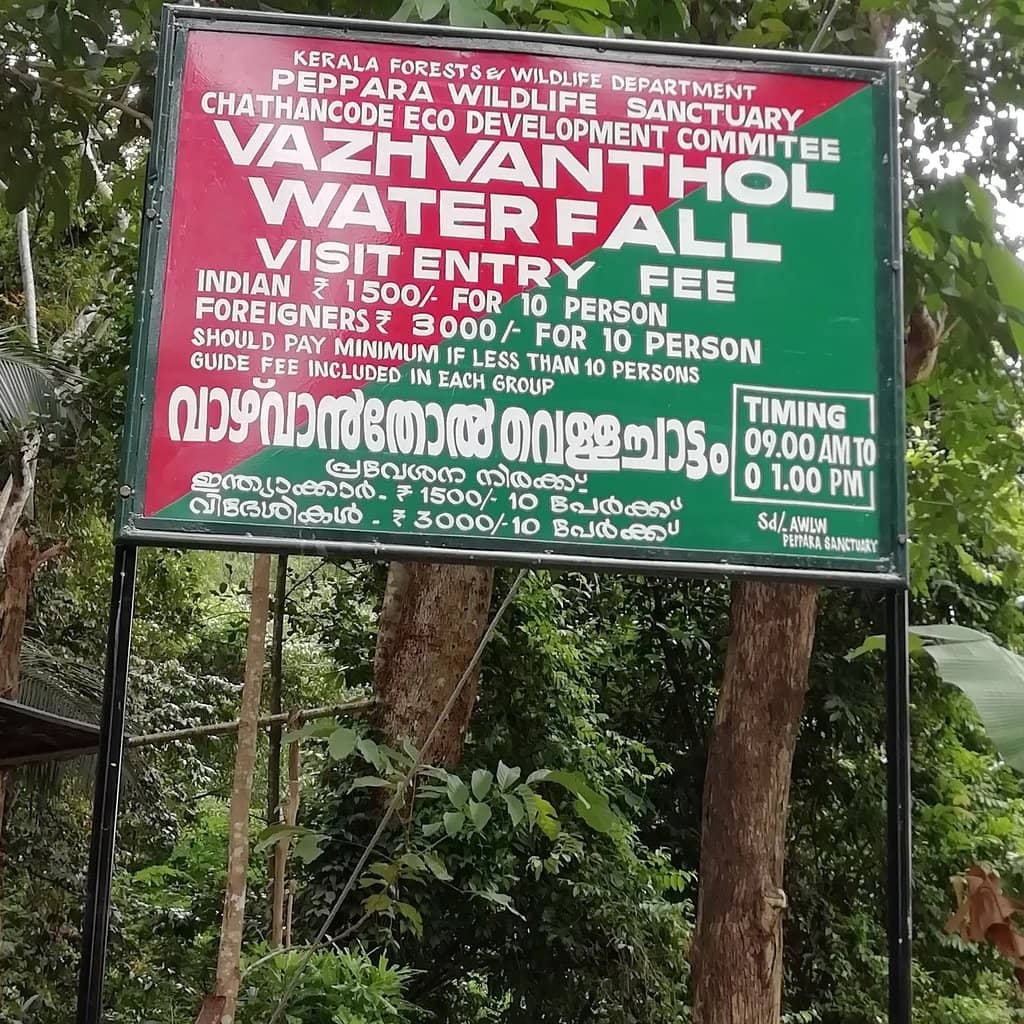 KERALA FORESTS & WILDLIFE DEPARTMENT
PEPPARA WILDLIFE SANCTUARY
CHATHANCODE ECO DEVELOPMENT COMMITEE
VAZHVANTHOL
WATER FALL
VISIT ENTRY FEE
INDIAN ₹ 1500/- FOR 10 PERSON
FOREIGNERS ₹ 3000/- FOR 10 PERSON
SHOULD PAY MINIMUM IF LESS THAN 10 PERSONS
GUIDE FEE INCLUDED IN EACH GROUP
വാഴ്‌വാൻതോൽ വെള്ളച്ചാട്ടം
പ്രവേശന നിരക്ക്
ഇന്ത്യാക്കാർ - ₹ 1500/- 10 പേർക്ക്
വിദേശികൾ - ₹ 3000/- 10 പേർക്ക്
TIMING
09.00 AM TO
0 1.00 PM
Sd/. AWLW
PEPPARA SANCTUARY